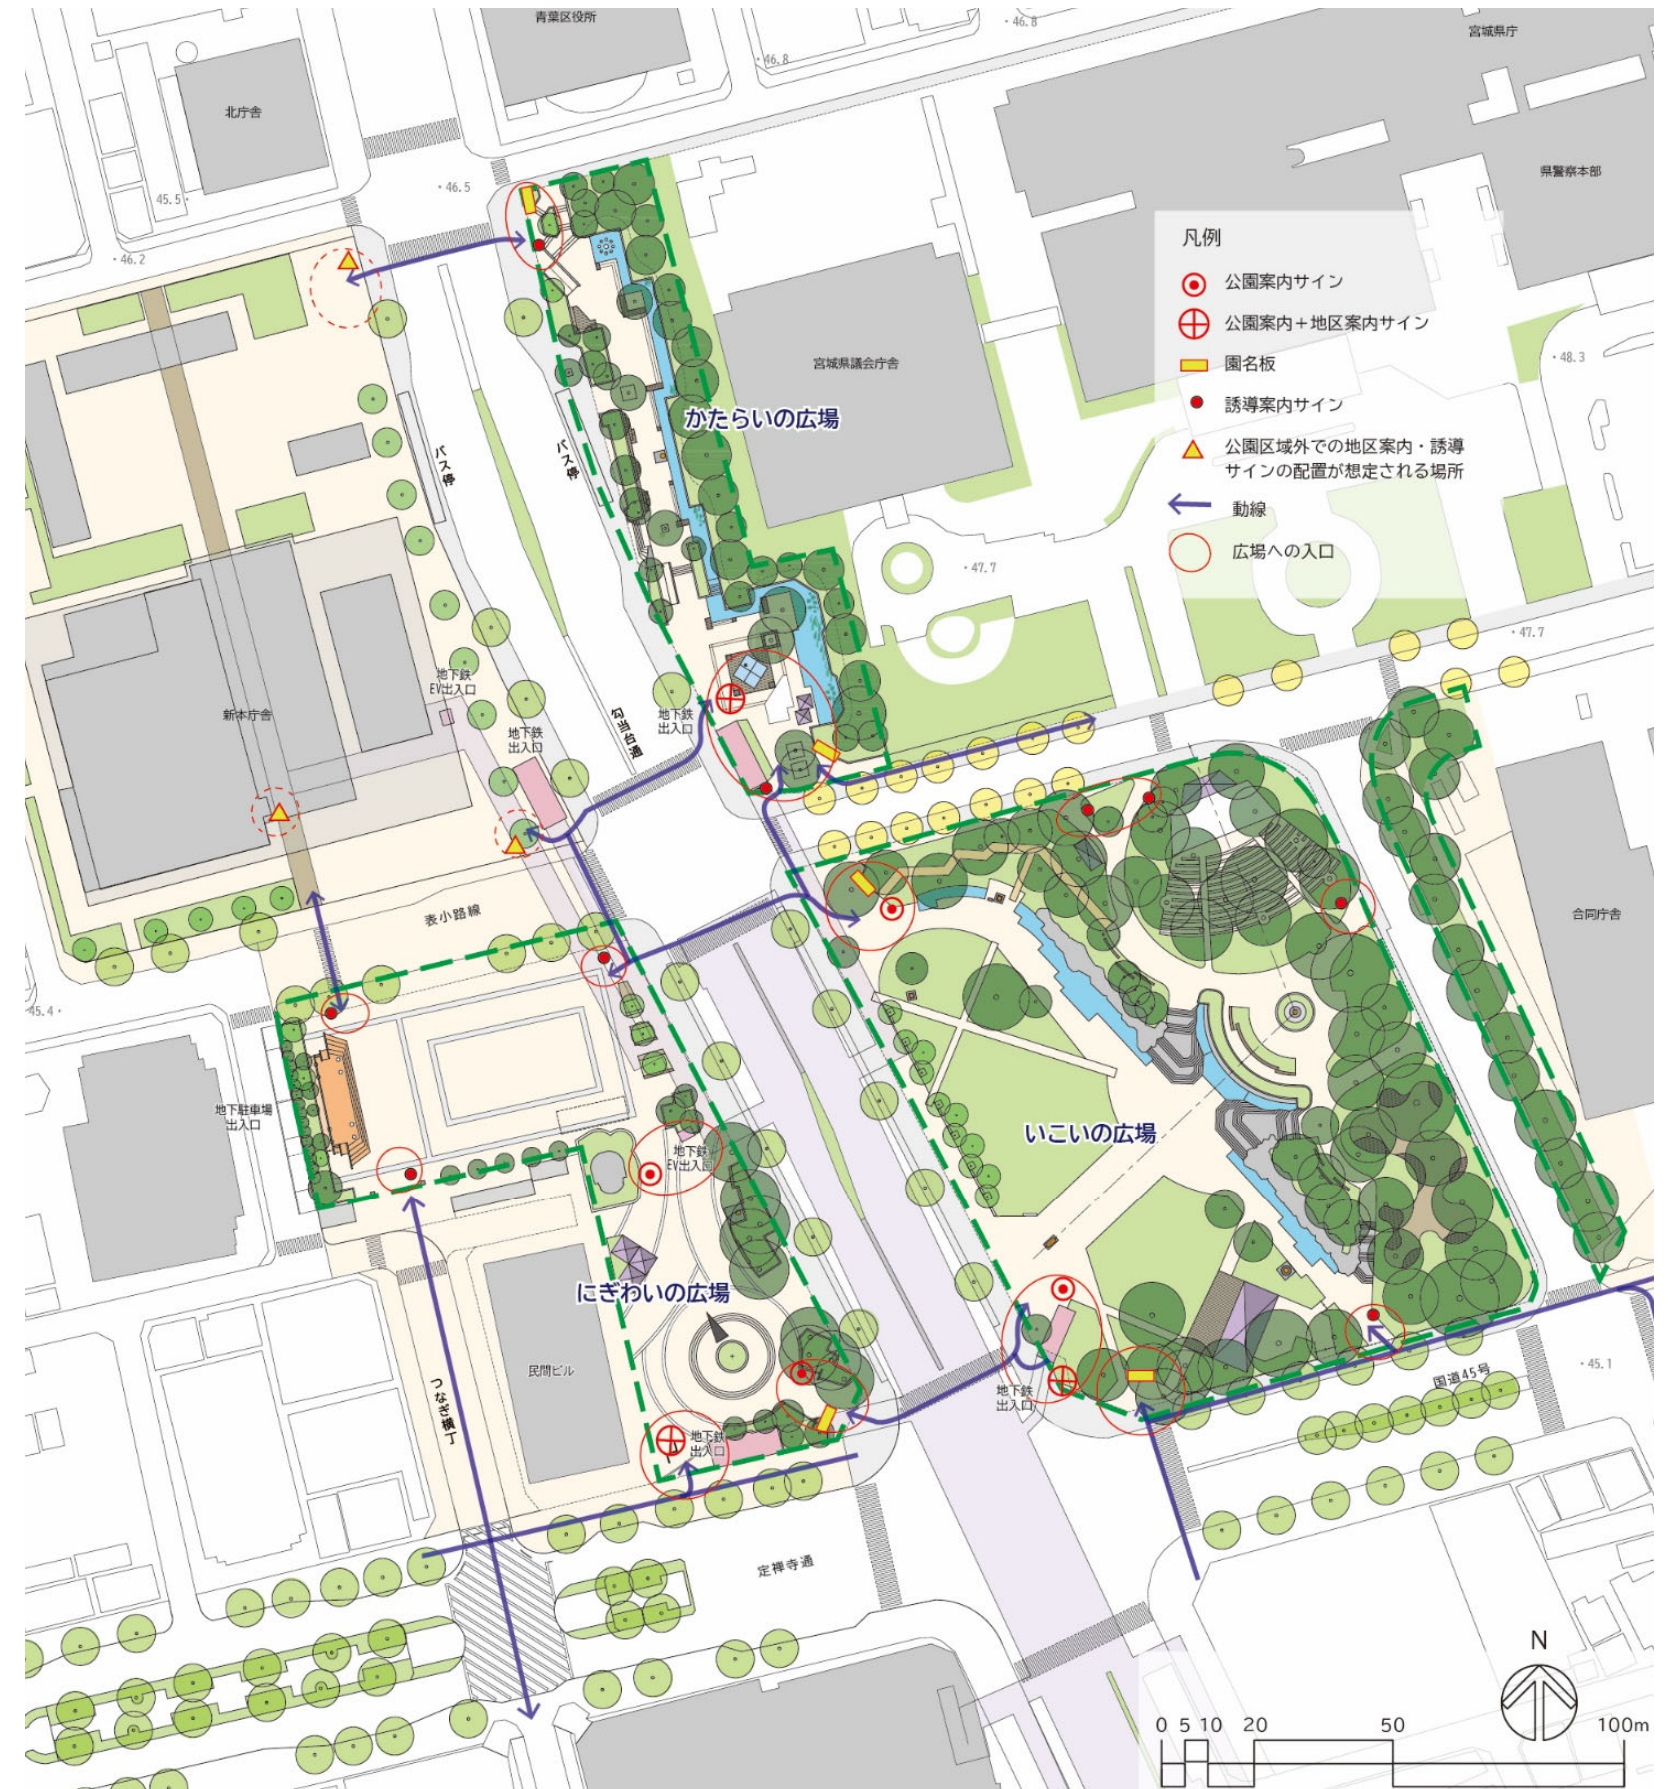 青葉区役所
・46.8
宮城県庁
・46.8
北庁舎
県警察本部
・46.5
45.5・
凡例
・46.2
公園案内サイン
公園案内+地区案内サイン
宮城県議会庁舎
園名板
・48.3
誘導案内サイン
かたらいの広場
公園区域外での地区案内・誘導
サインの配置が想定される場所
バス停
バス停
動線
広場への入口
・47.7
・47.7
地下鉄
EV出入口
新本庁舎
勾当台通
地下鉄
出入口
地下鉄
出入口
表小路線
合同庁舎
45.4・
地下駐車場
出入口
いこいの広場
地下鉄
EV出入口
にぎわいの広場
民間ビル
・45.1
国道45号
つなぎ横丁
地下鉄
出入口
地下鉄
出入口
定禅寺通
N
0 5 10 20 50 100m